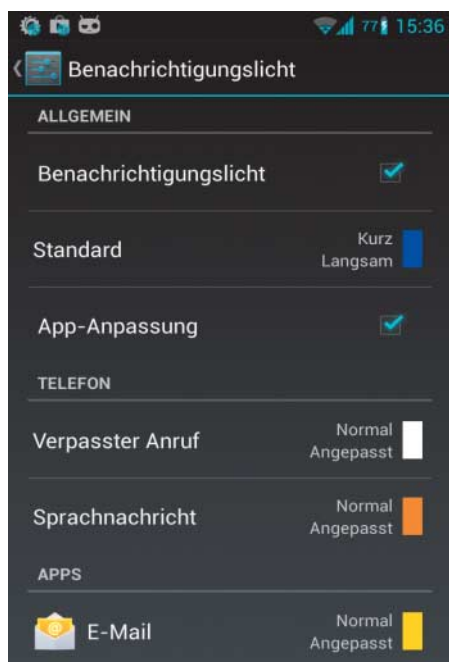 77 15:36
Benachrichtigungslicht
ALLGEMEIN
Benachrichtigungslicht
Standard
Kurz
Langsam
App-Anpassung
TELEFON
Verpasster Anruf
Normal
Angepasst
Sprachnachricht
Normal
Angepasst
APPS
E-Mail
Normal
Angepasst